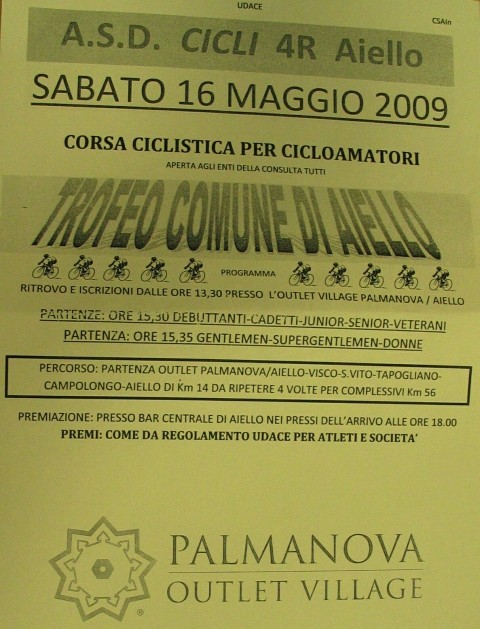 UDACE
CSAIn
A.S.D. CICLI 4R Aiello
SABATO 16 MAGGIO 2009
CORSA CICLISTICA PER CICLOAMATORI
APERTA AGLI ENTI DELLA CONSULTA TUTTI
TROFEO COMUNE DI AIELLO
PROGRAMMA
RITROVO E ISCRIZIONI DALLE ORE 13,30 PRESSO L'OUTLET VILLAGE PALMANOVA / AIELLO
PARTENZE: ORE 15,30 DEBUTTANTI-CADETTI-JUNIOR-SENIOR-VETERANI
PARTENZA: ORE 15,35 GENTLEMEN-SUPERGENTLEMEN-DONNE
PERCORSO: PARTENZA OUTLET PALMANOVA/AIELLO-VISCO-S.VITO-TAPOGLIANO-
CAMPOLONGO-AIELLO DI Km 14 DA RIPETERE 4 VOLTE PER COMPLESSIVI Km 56
PREMIAZIONE: PRESSO BAR CENTRALE DI AIELLO NEI PRESSI DELL'ARRIVO ALLE ORE 18.00
PREMI: COME DA REGOLAMENTO UDACE PER ATLETI E SOCIETA'
PALMANOVA
OUTLET VILLAGE
®